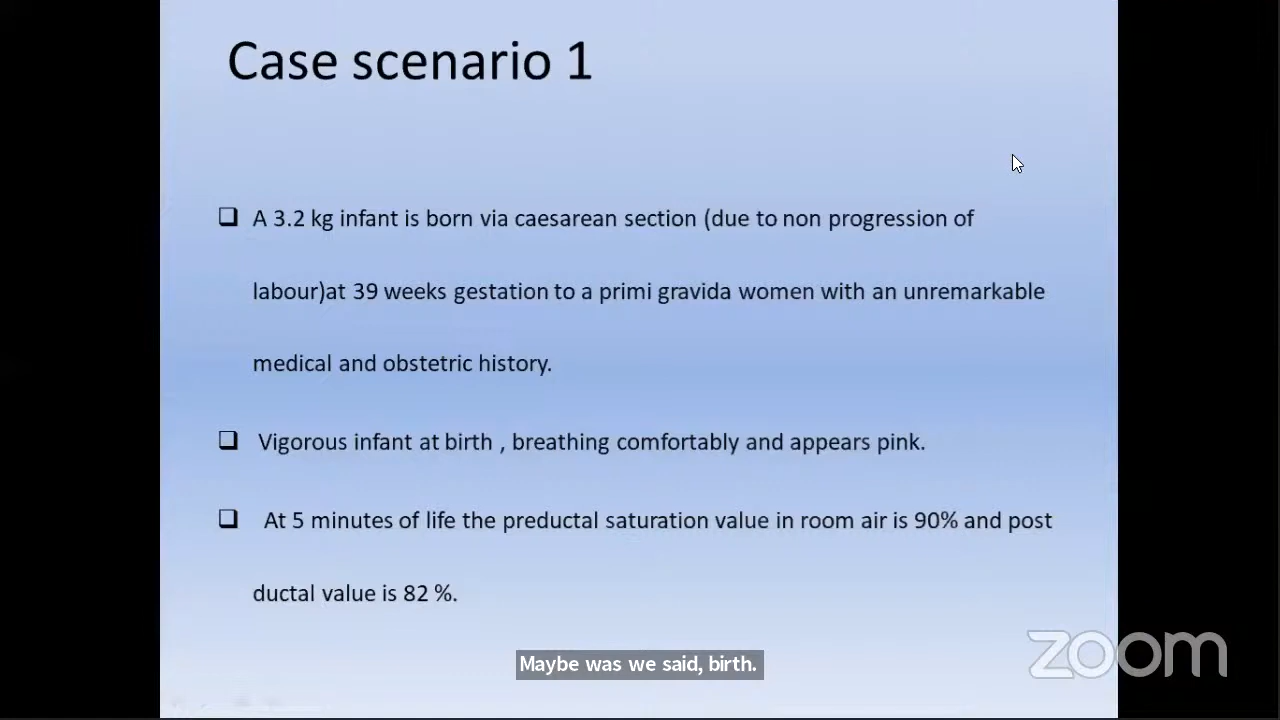 Case scenario 1
A 3.2 kg infant is born via caesarean section (due to non progression of
labour)at 39 weeks gestation to a primi gravida women with an unremarkable
medical and obstetric history.
Vigorous infant at birth , breathing comfortably and appears pink.
At 5 minutes of life the preductal saturation value in room air is 90% and post
ductal value is 82 %.
Maybe was we said, birth.
zoom